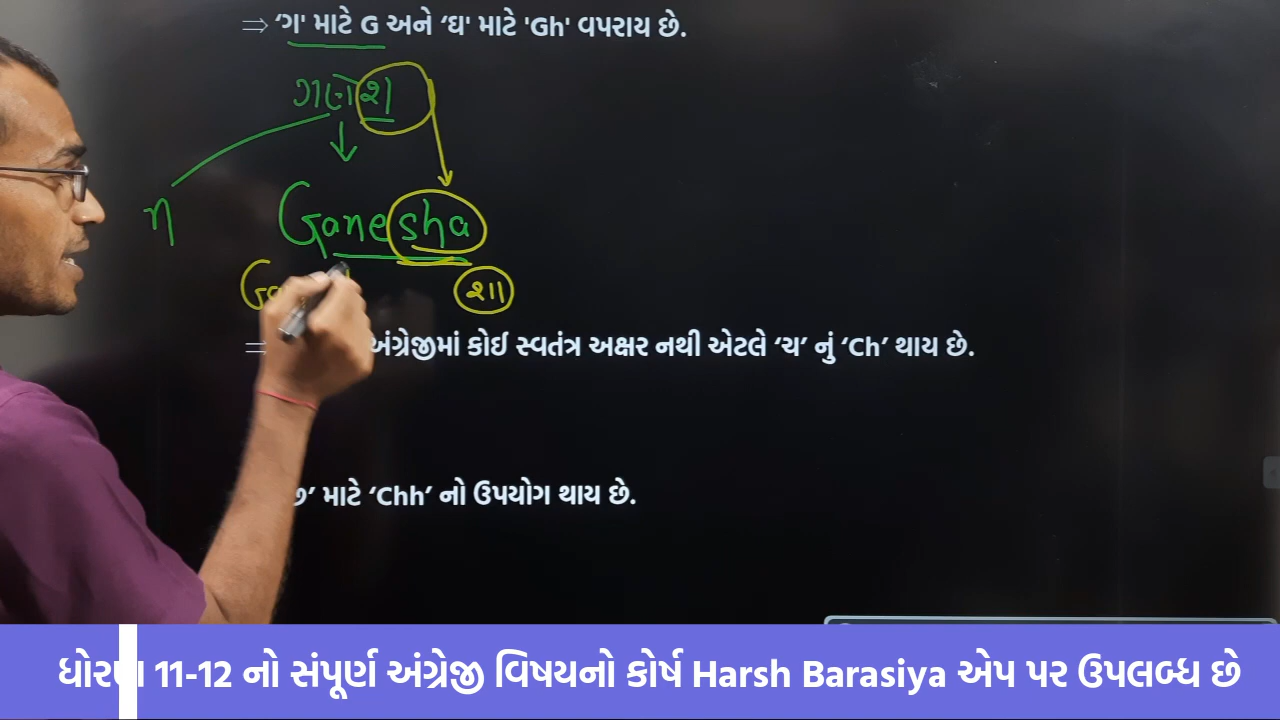 ⇒ ‘ગ' માટે G અને ‘ઘ' માટે 'Gh' વપરાય છે.
ગણેશ
n
Ganesha
Ga
શા
⇒ અંગ્રેજીમાં કોઈ સ્વતંત્ર અક્ષર નથી એટલે ‘ચ’ નું ‘Ch’ થાય છે.
માટે ‘Chh’ નો ઉપયોગ થાય છે.
ધોરણ 11-12 નો સંપૂર્ણ અંગ્રેજી વિષયનો કોર્ષ Harsh Barasiya એપ પર ઉપલબ્ધ છે